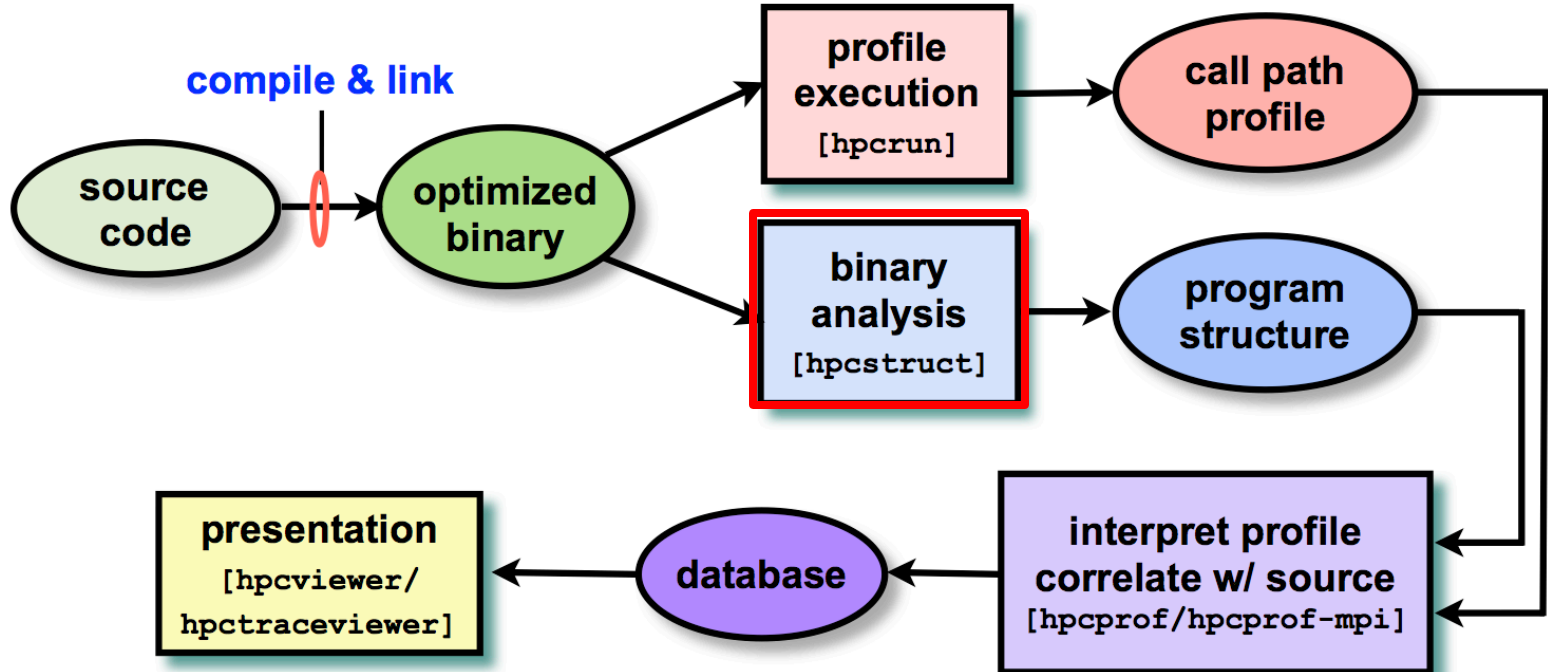 compile & link
source
code
optimized
binary
profile
execution
[hpcrun]
call path
profile
binary
analysis
[hpcstruct]
program
structure
interpret profile
correlate w/ source
[hpcprof/hpcprof-mpi]
database
presentation
[hpcviewer/
hpctraceviewer]